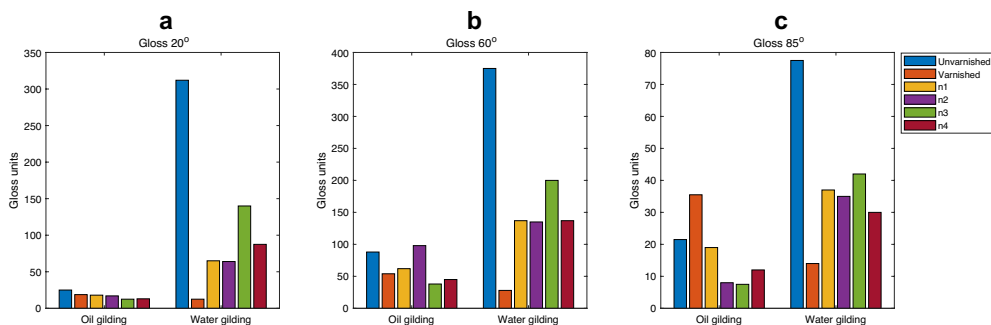 a
b
c
Gloss 20°
Gloss 60°
Gloss 85°
Gloss units
350
300
250
200
150
100
50
0
Oil gilding
Water gilding
Gloss units
400
350
300
250
200
150
100
50
0
Oil gilding
Water gilding
Gloss units
80
70
60
50
40
30
20
10
0
Oil gilding
Water gilding
Unvarnished
Varnished
n1
n2
n3
n4